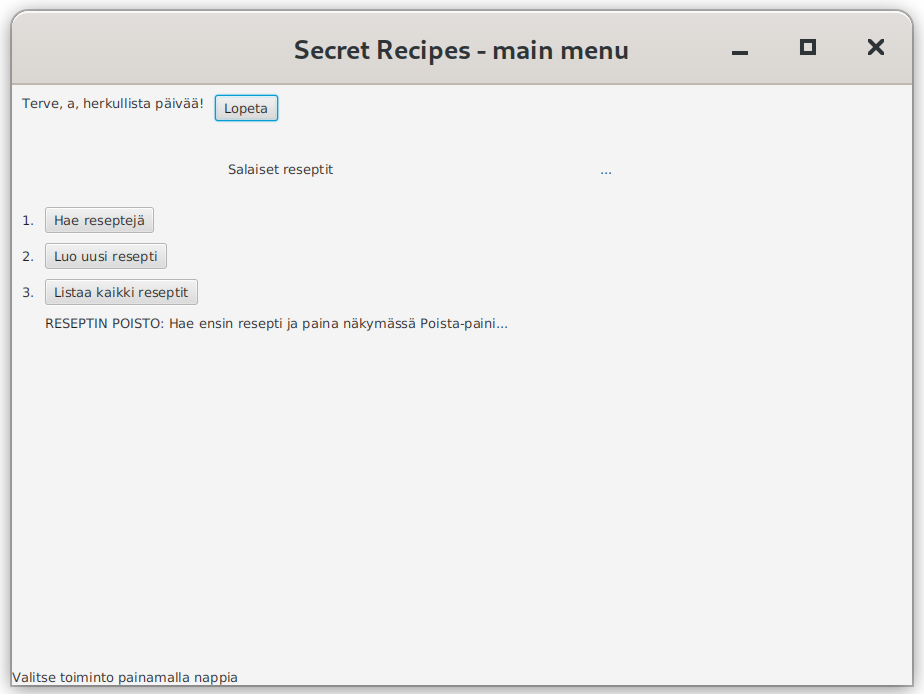 Secret Recipes - main menu
Terve, a, herkullista päivää! Lopeta
Salaiset reseptit ...
1. Hae reseptejä
2. Luo uusi resepti
3. Listaa kaikki reseptit
RESEPTIN POISTO: Hae ensin resepti ja paina näkymässä Poista-paini...
Valitse toiminto painamalla nappia